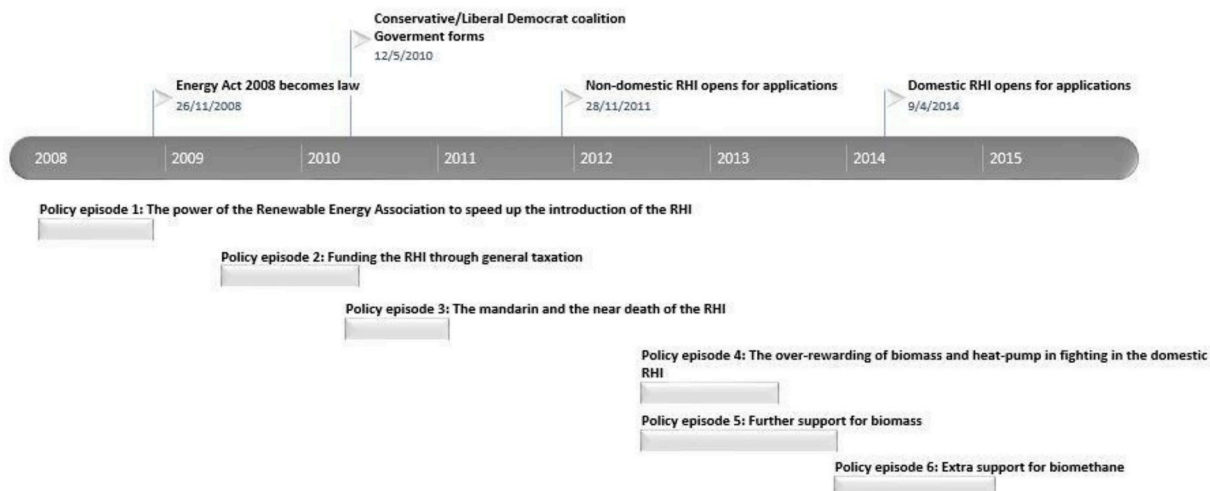 Conservative/Liberal Democrat coalition
Goverment forms
12/5/2010
Energy Act 2008 becomes law
26/11/2008
Non-domestic RHI opens for applications
28/11/2011
Domestic RHI opens for applications
9/4/2014
2008 2009 2010 2011 2012 2013 2014 2015
Policy episode 1: The power of the Renewable Energy Association to speed up the introduction of the RHI
Policy episode 2: Funding the RHI through general taxation
Policy episode 3: The mandarin and the near death of the RHI
Policy episode 4: The over-rewarding of biomass and heat-pump in fighting in the domestic
RHI
Policy episode 5: Further support for biomass
Policy episode 6: Extra support for biomethane